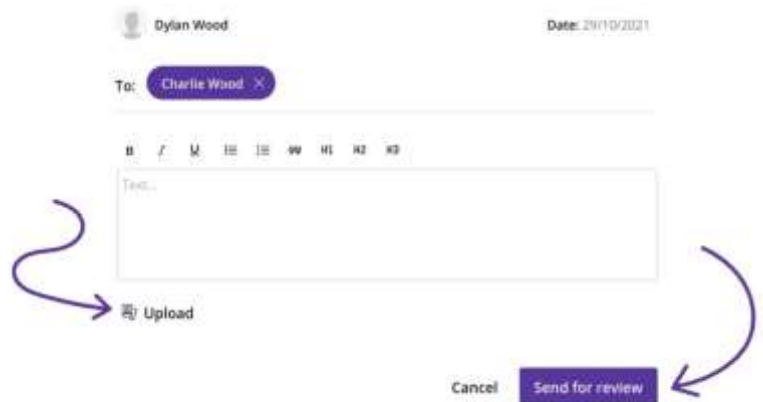 Dylan Wood Date: 29/10/2021
To: Charlie Wood ×
B I U H1 H2 H3
Text...
Upload
Cancel Send for review